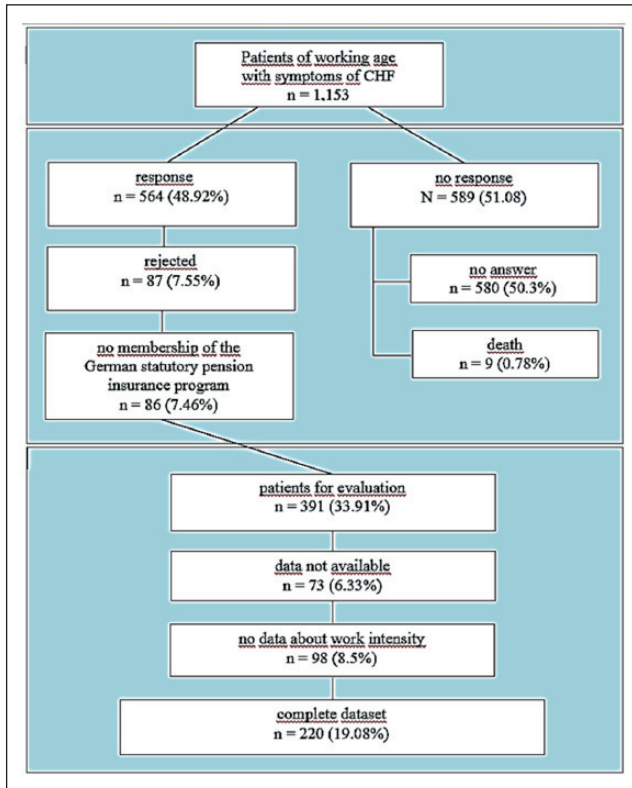 Patients of working age
with symptoms of CHF
n = 1,153
response
n = 564 (48.92%)
no response
N = 589 (51.08)
rejected
n = 87 (7.55%)
no answer
n = 580 (50.3%)
no membership of the
German statutory pension
insurance program
n = 86 (7.46%)
death
n = 9 (0.78%)
patients for evaluation
n = 391 (33.91%)
data not available
n = 73 (6.33%)
no data about work intensity
n = 98 (8.5%)
complete dataset
n = 220 (19.08%)